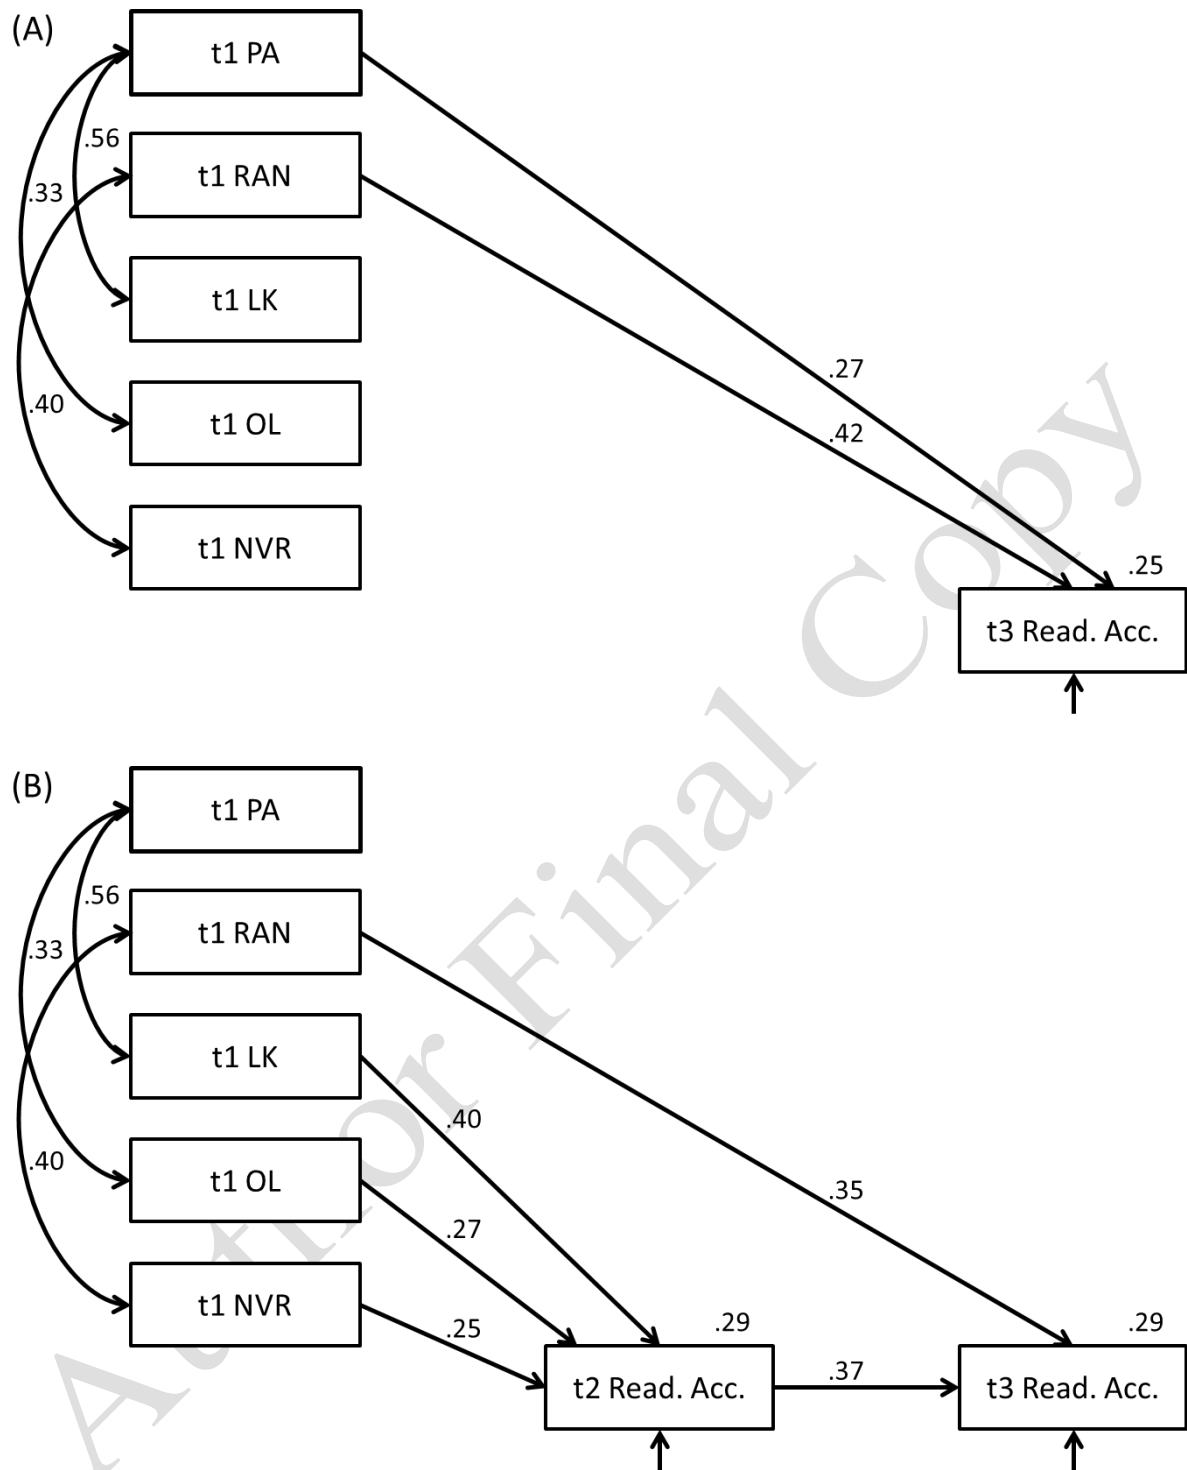 (A)
t1 PA
.56
t1 RAN
.33
t1 LK
.27
.40
t1 OL
.42
t1 NVR
.25
t3 Read. Acc.
(B)
t1 PA
.56
t1 RAN
.33
t1 LK
.40
.40
t1 OL
.35
.27
t1 NVR
.25
.29
.29
t2 Read. Acc.
.37
t3 Read. Acc.
Author Final Copy